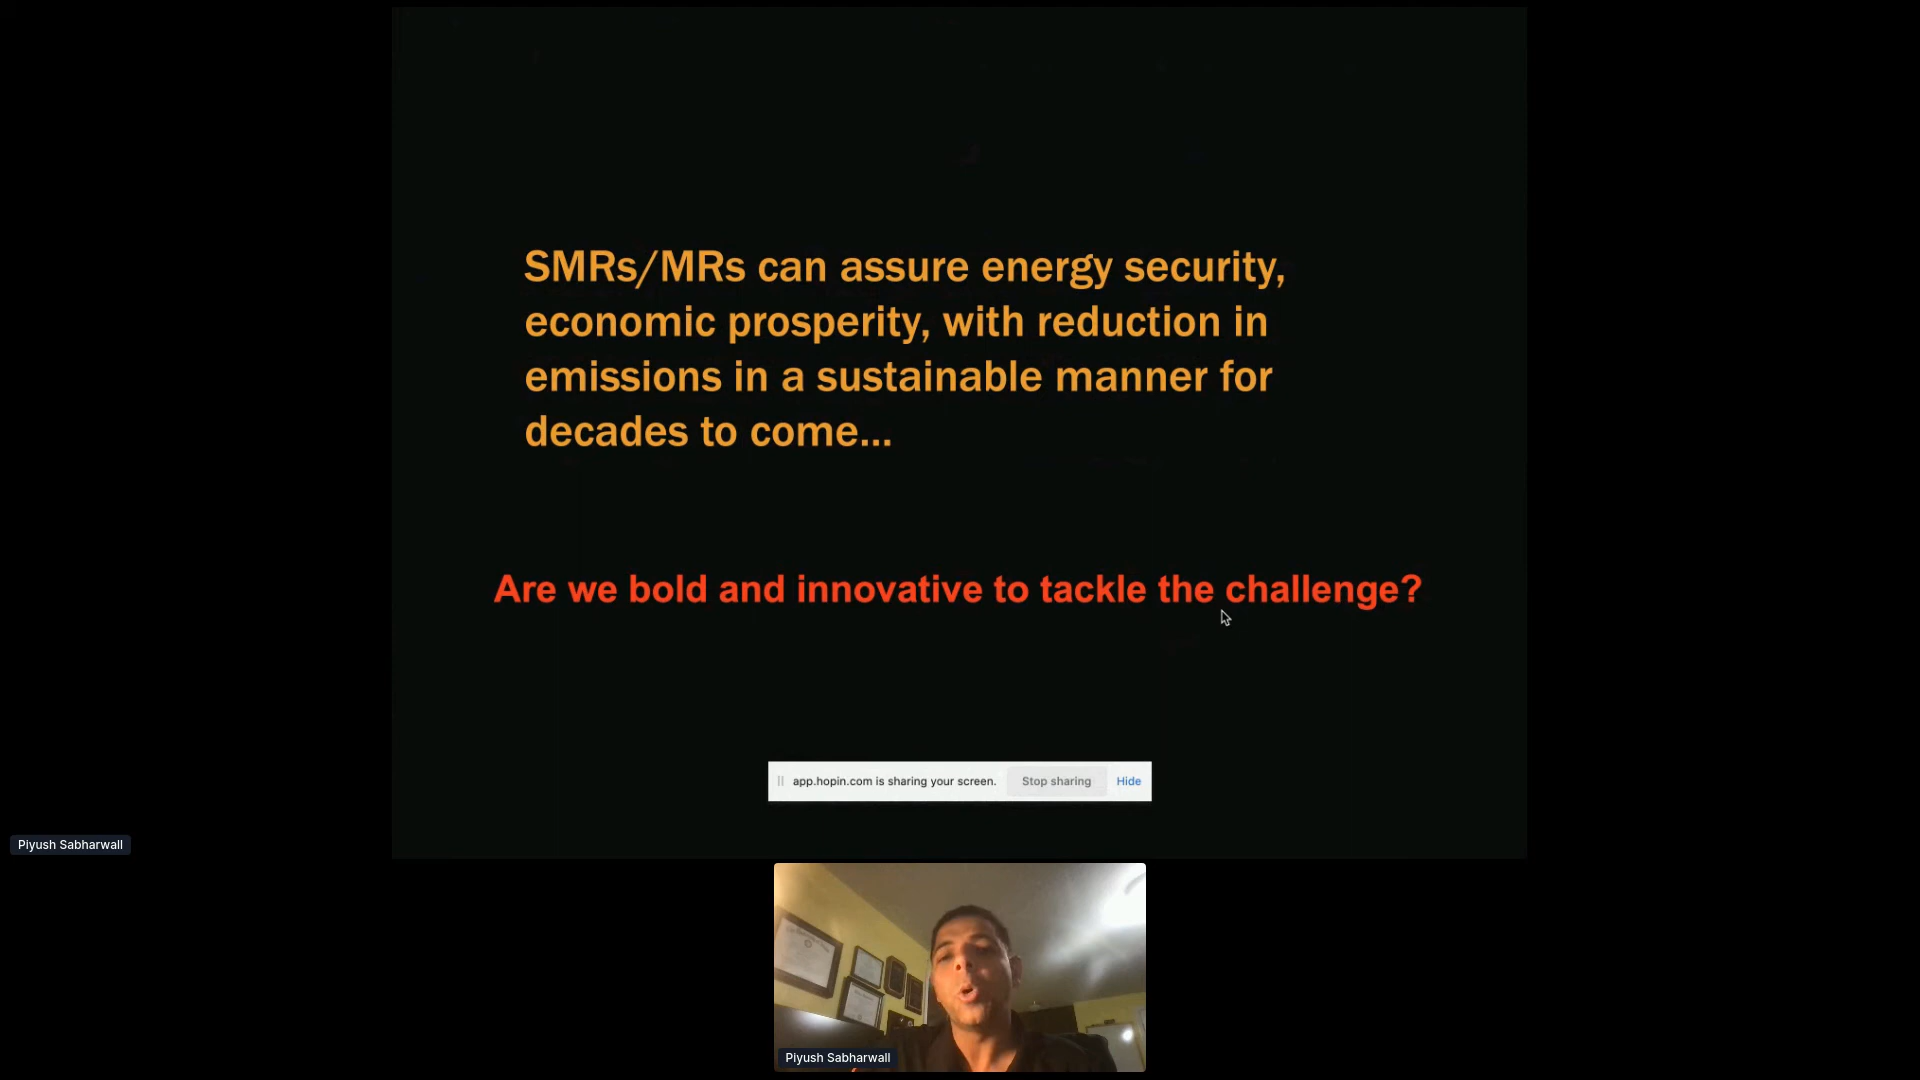 SMRs/MRs can assure energy security,
economic prosperity, with reduction in
emissions in a sustainable manner for
decades to come...
Are we bold and innovative to tackle the challenge?
app.hopin.com is sharing your screen. Stop sharing Hide
Piyush Sabharwall
Piyush Sabharwall